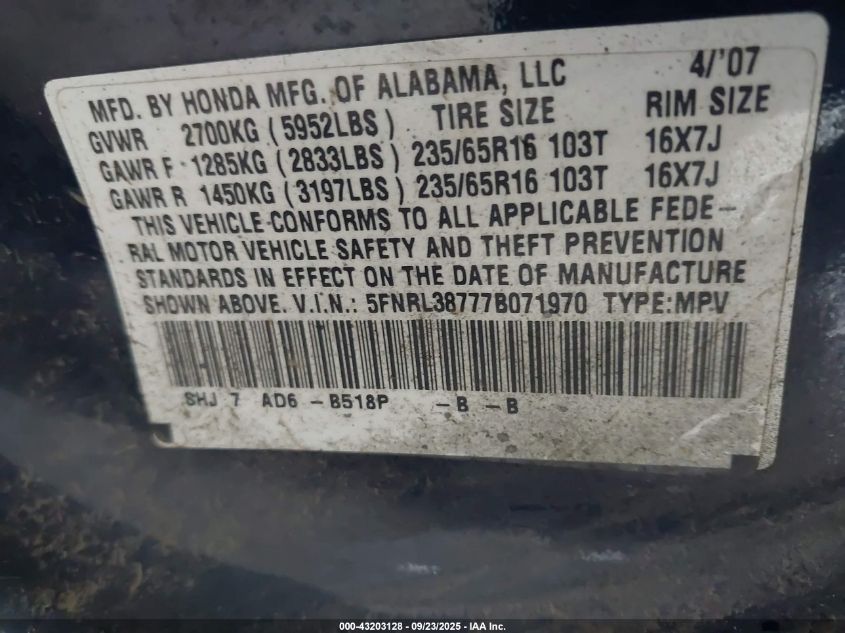 4/'07
MFD. BY HONDA MFG. OF ALABAMA, LLC
GVWR 2700KG (5952LBS) TIRE SIZE RIM SIZE
GAWR F 1285KG (2833LBS) 235/65R16 103T 16X7J
GAWR R 1450KG (3197LBS) 235/65R16 103T 16X7J
THIS VEHICLE CONFORMS TO ALL APPLICABLE FEDE-
RAL MOTOR VEHICLE SAFETY AND THEFT PREVENTION
STANDARDS IN EFFECT ON THE DATE OF MANUFACTURE
SHOWN ABOVE. V.I.N.: 5FNRL38777B071970 TYPE:MPV
SHJ 7 AD6 -B518P -B -B
000-43203128 - 09/23/2025 - IAA Inc.